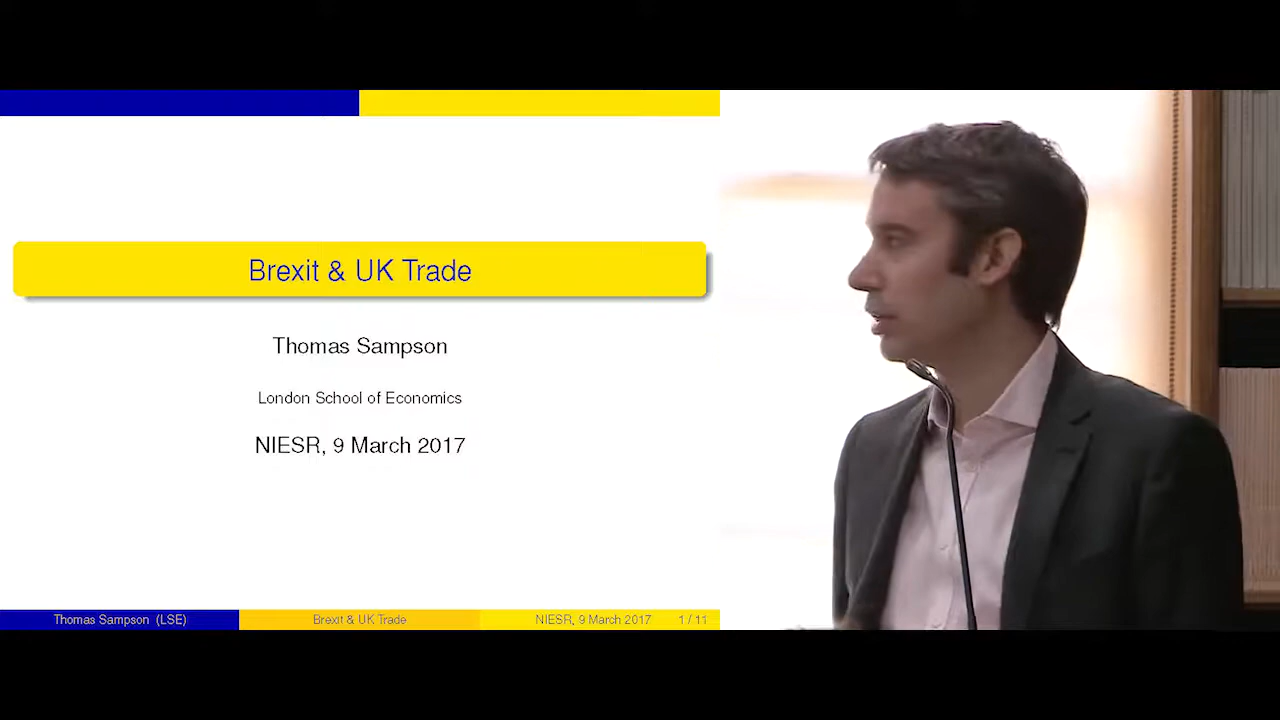 Brexit & UK Trade
Thomas Sampson
London School of Economics
NIESR, 9 March 2017
Thomas Sampson (LSE)
Brexit & UK Trade
NIESR, 9 March 2017
1 / 11